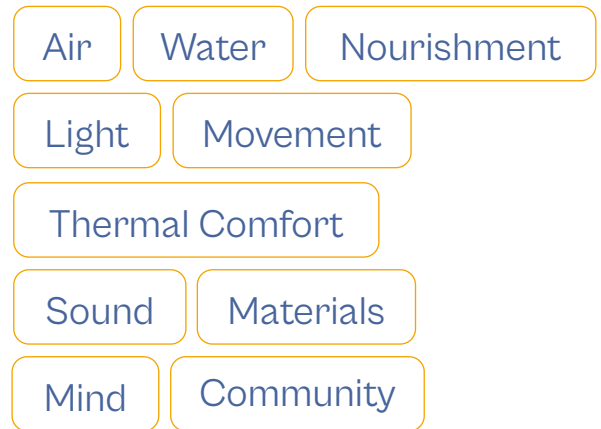 Air Water Nourishment
Light Movement
Thermal Comfort
Sound Materials
Mind Community